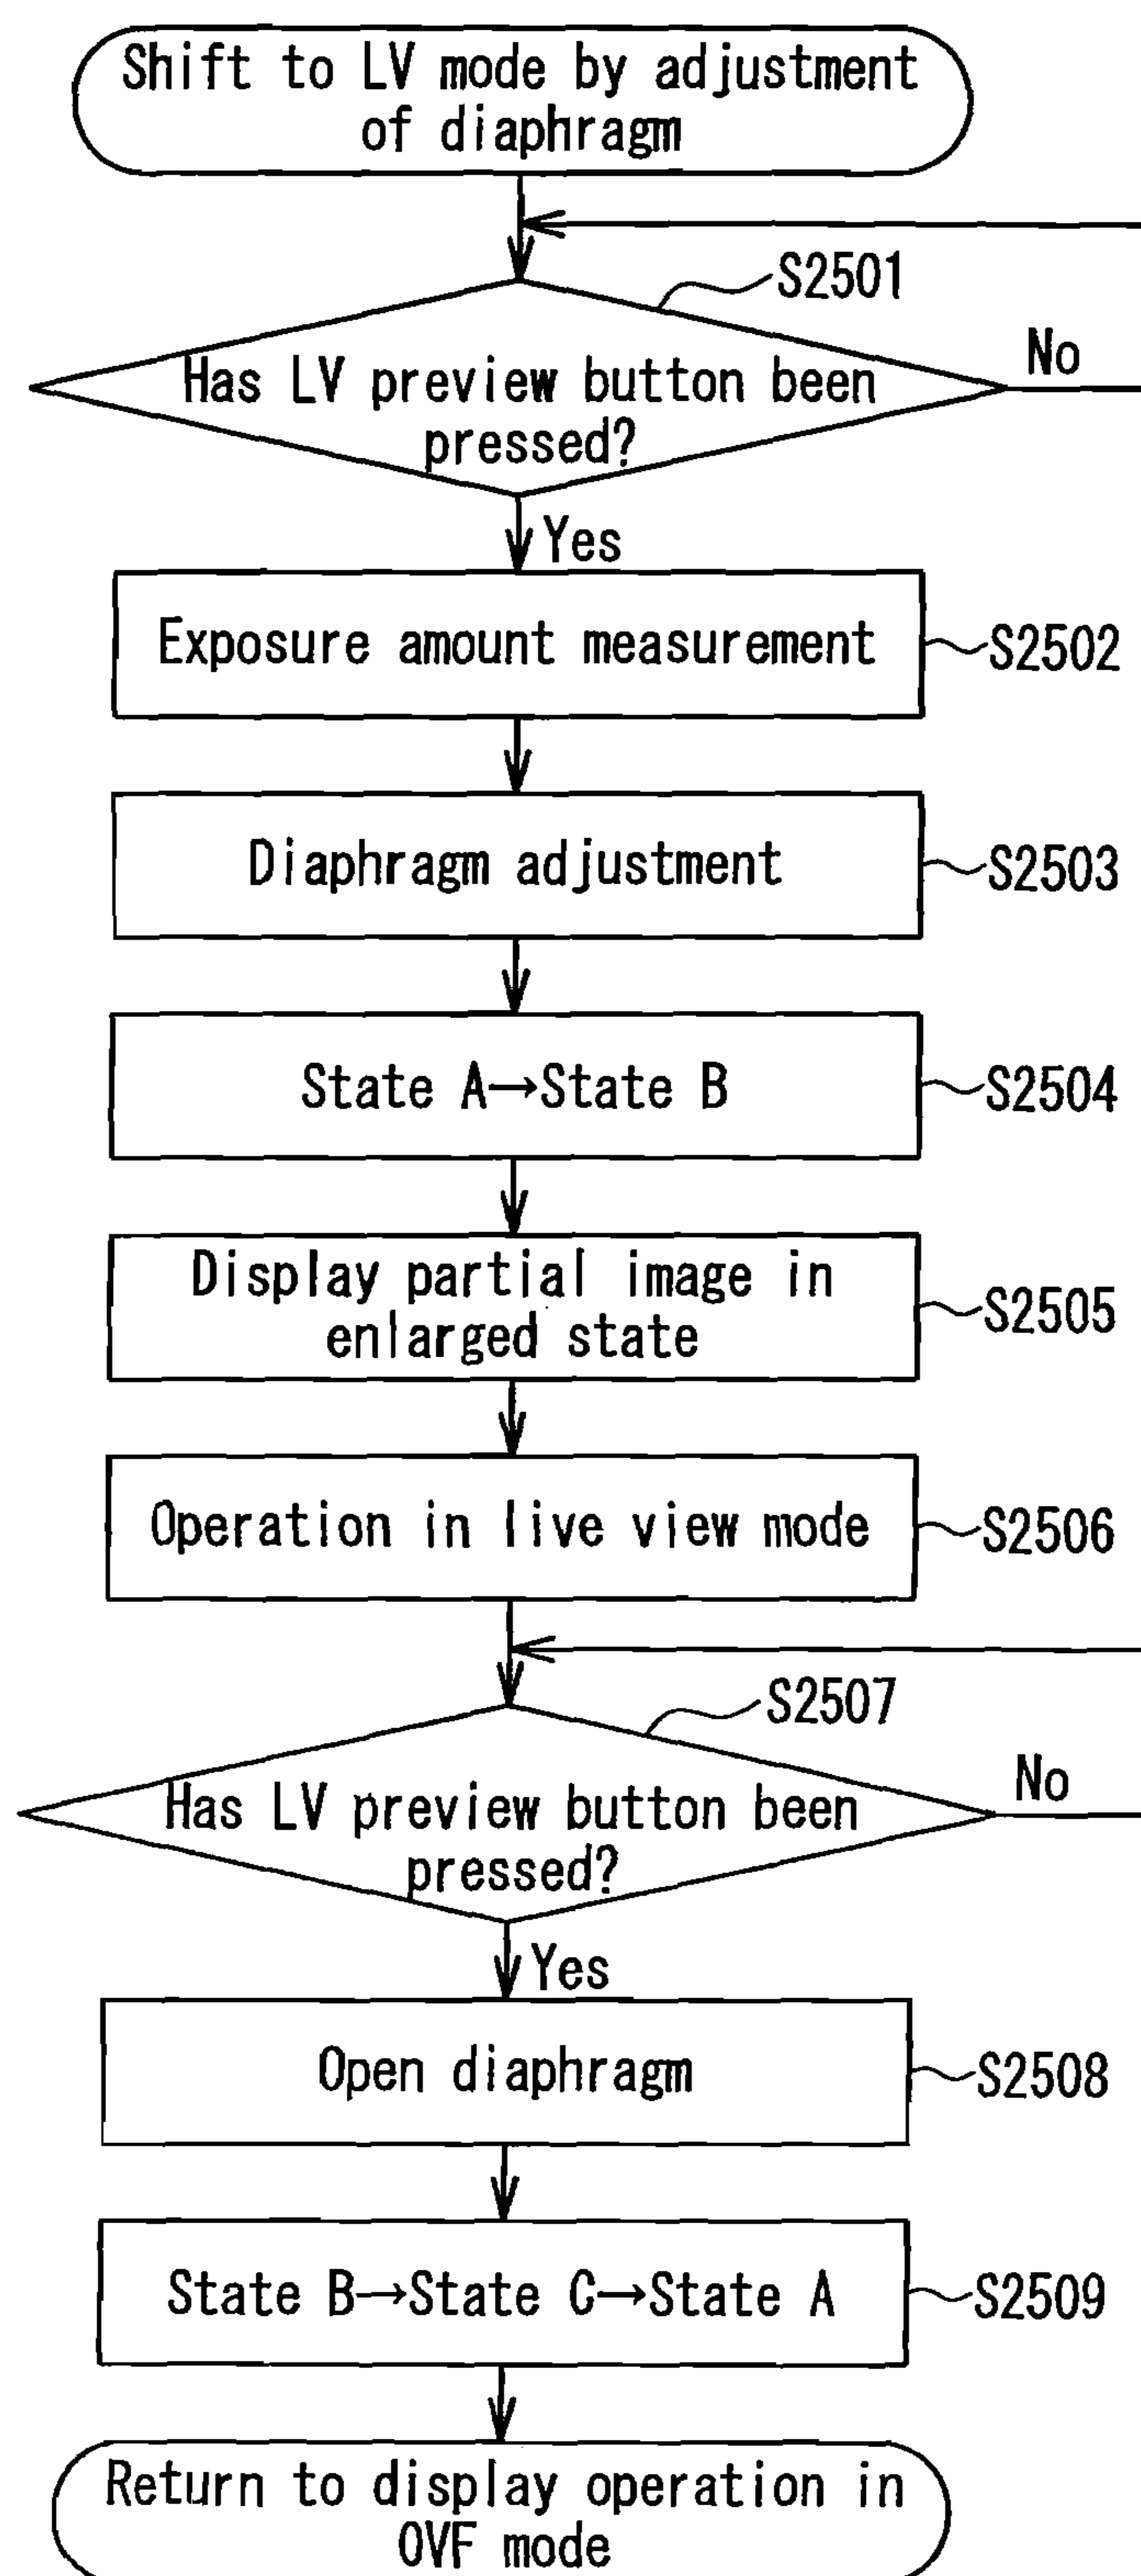 Shift to LV mode by adjustment
of diaphragm
S2501
Has LV preview button been
pressed?
No
Yes
Exposure amount measurement
S2502
Diaphragm adjustment
S2503
State A→State B
S2504
Display partial image in
enlarged state
S2505
Operation in live view mode
S2506
S2507
Has LV preview button been
pressed?
No
Yes
Open diaphragm
S2508
State B→State C→State A
S2509
Return to display operation in
OVF mode